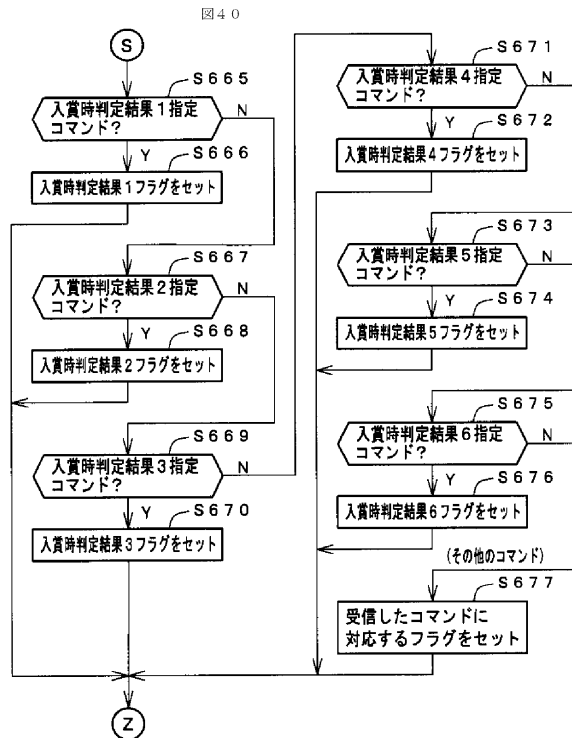 図40
S
S665
入賞時判定結果1指定
コマンド?
N
Y
S666
入賞時判定結果1フラグをセット
S667
入賞時判定結果2指定
コマンド?
N
Y
S668
入賞時判定結果2フラグをセット
S669
入賞時判定結果3指定
コマンド?
N
Y
S670
入賞時判定結果3フラグをセット
Z
S671
入賞時判定結果4指定
コマンド?
N
Y
S672
入賞時判定結果4フラグをセット
S673
入賞時判定結果5指定
コマンド?
N
Y
S674
入賞時判定結果5フラグをセット
S675
入賞時判定結果6指定
コマンド?
N
Y
S676
入賞時判定結果6フラグをセット
(その他のコマンド)
S677
受信したコマンドに
対応するフラグをセット